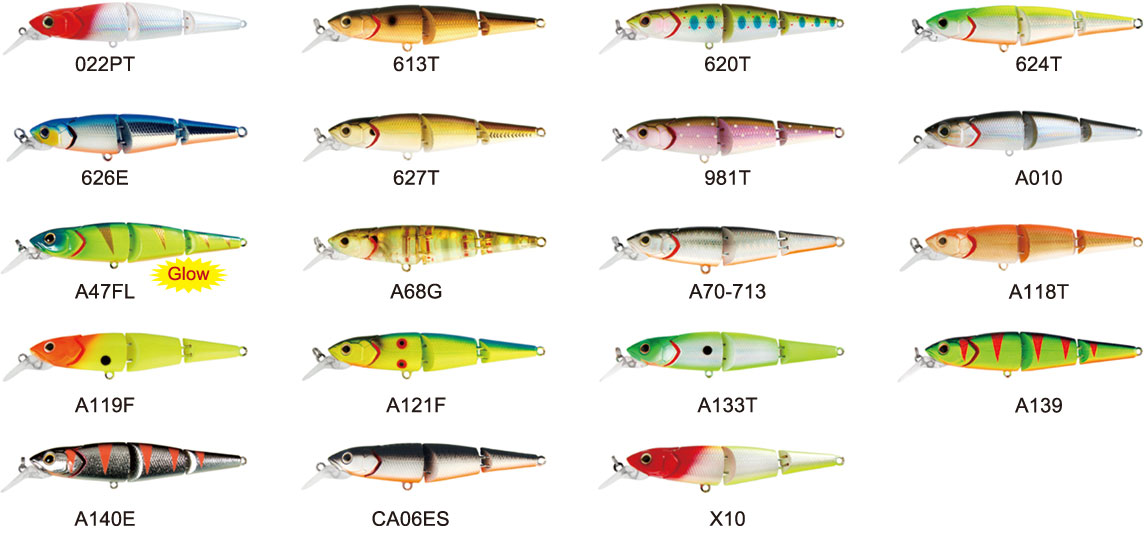 022PT
613T
620T
624T
626E
627T
981T
A010
Glow
A47FL
A68G
A70-713
A118T
A119F
A121F
A133T
A139
A140E
CA06ES
X10